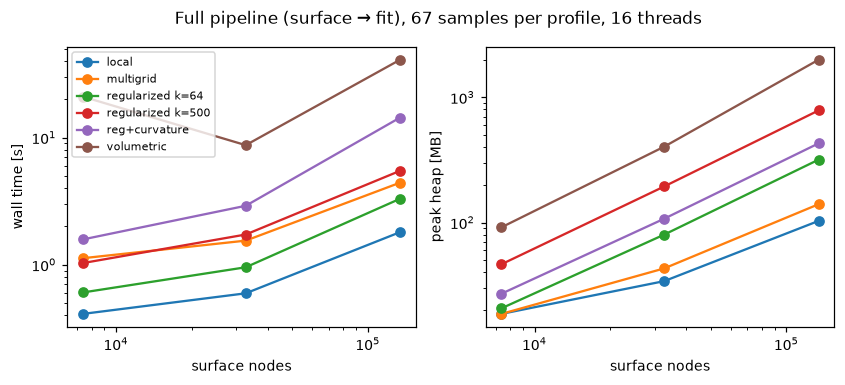 Full pipeline (surface → fit), 67 samples per profile, 16 threads
local
multigrid
regularized k=64
regularized k=500
reg+curvature
volumetric
wall time [s]
10¹
10⁰
10⁴
10⁵
surface nodes
peak heap [MB]
10³
10²
10⁴
10⁵
surface nodes